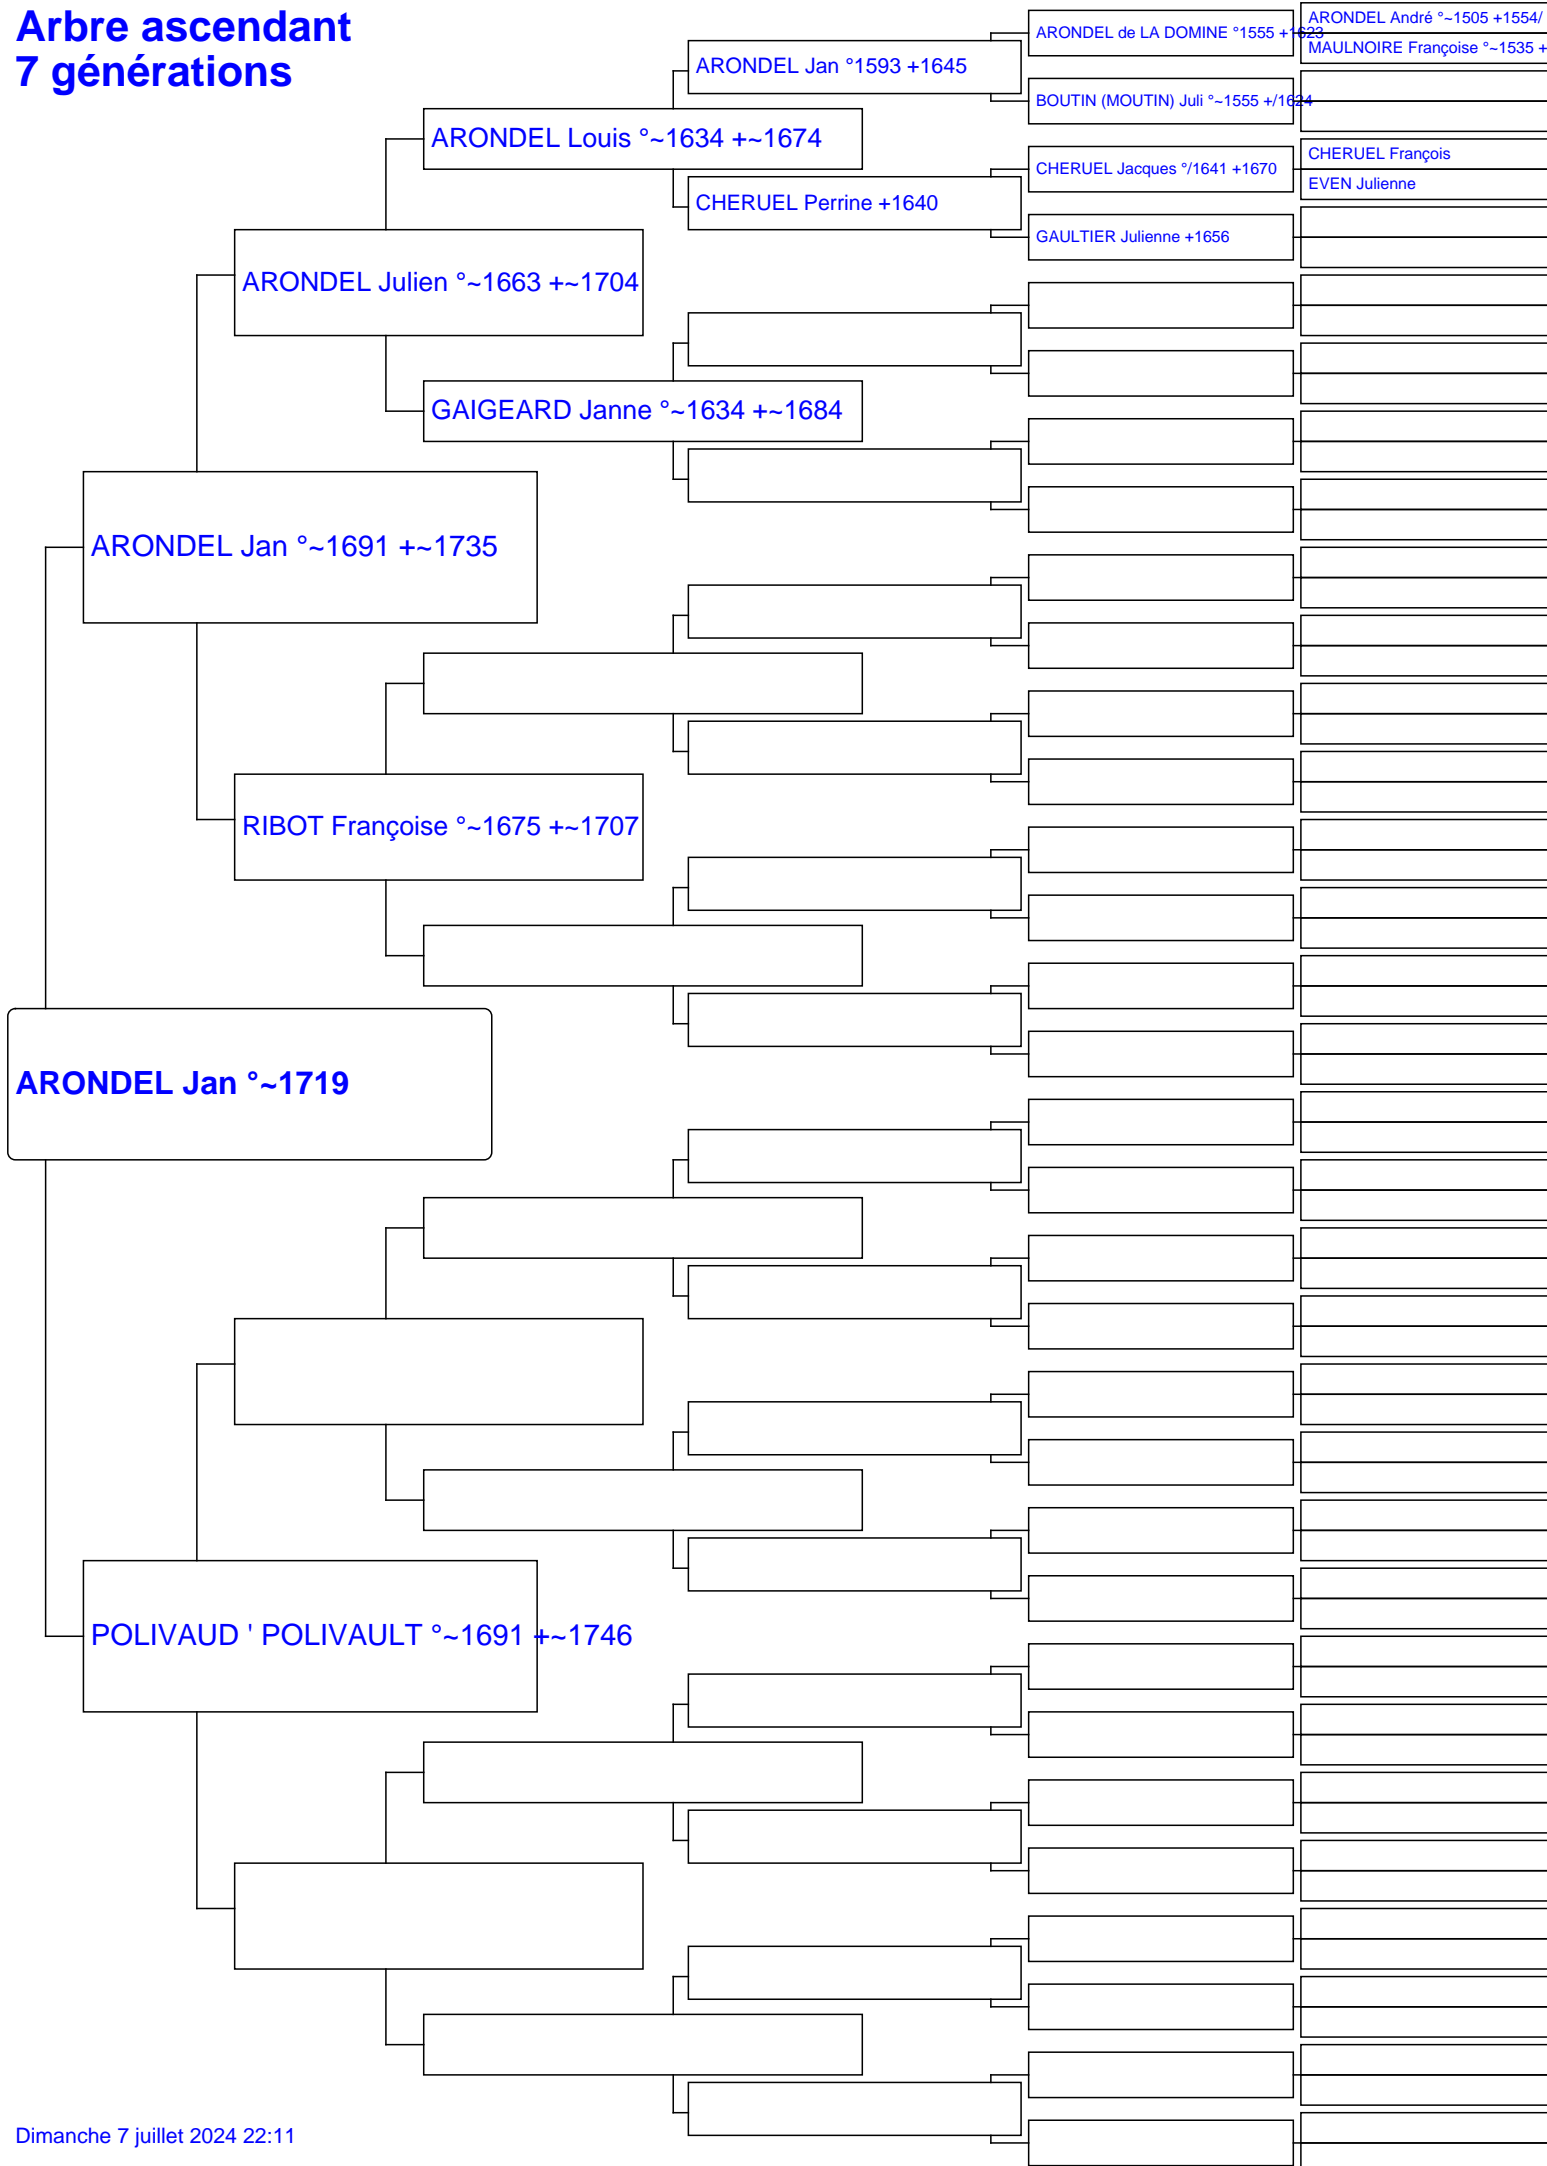 Arbre ascendant
7 générations
ARONDEL de LA DOMINE °1555 +1623
ARONDEL André °~1505 +1554/
MAULNOIRE Françoise °~1535 +
ARONDEL Jan °1593 +1645
BOUTIN (MOUTIN) Juli °~1555 +/1624
ARONDEL Louis °~1634 +~1674
CHERUEL Jacques °/1641 +1670
CHERUEL François
EVEN Julienne
CHERUEL Perrine +1640
GAULTIER Julienne +1656
ARONDEL Julien °~1663 +~1704
GAIGEARD Janne °~1634 +~1684
ARONDEL Jan °~1691 +~1735
RIBOT Françoise °~1675 +~1707
ARONDEL Jan °~1719
POLIVAUD ' POLIVAULT °~1691 +~1746
Dimanche 7 juillet 2024 22:11